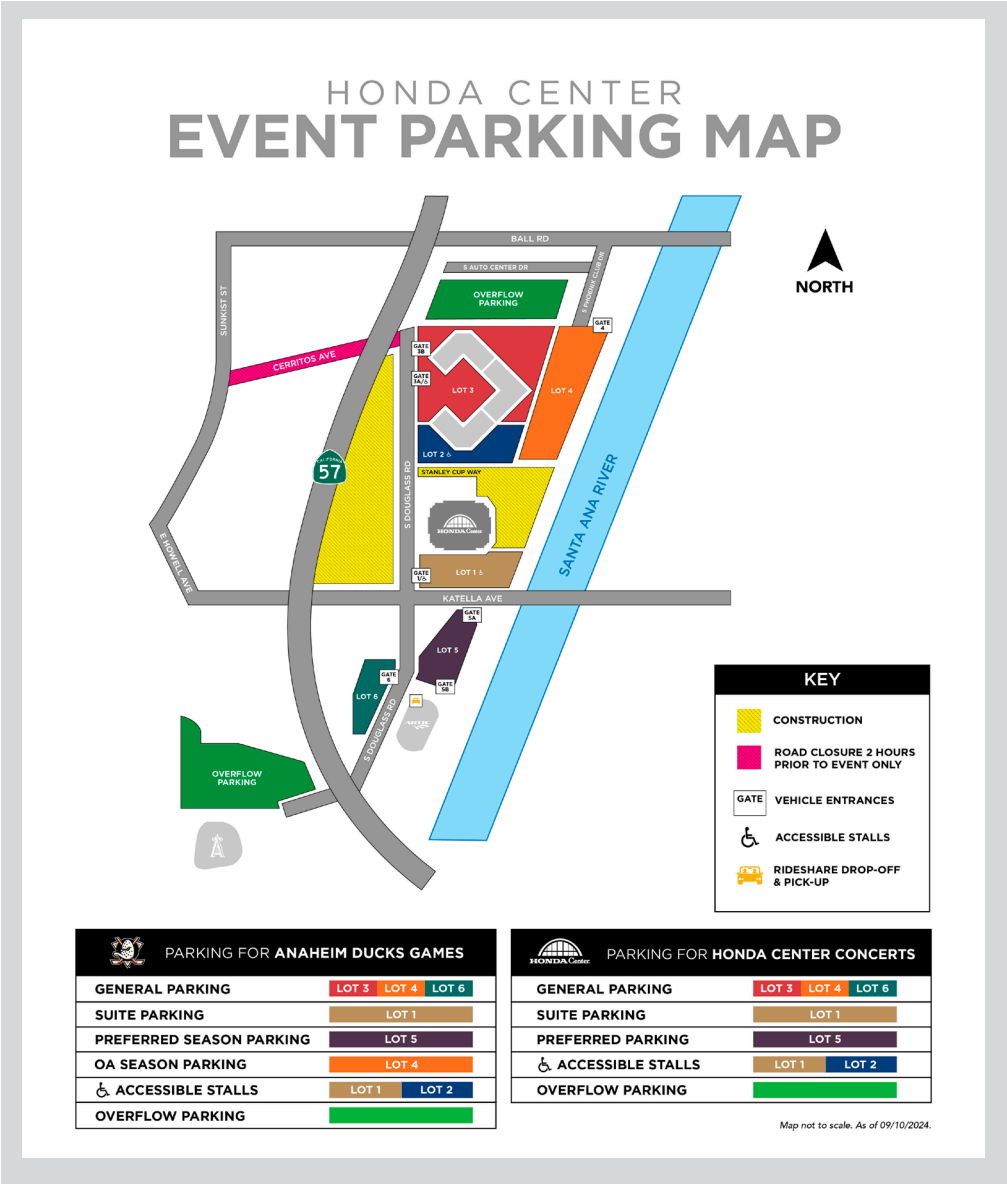 HONDA CENTER
EVENT PARKING MAP
BALL RD
S AUTO CENTER DR
NORTH
SUNKIST ST
S PHOENIX CLUB DR
OVERFLOW
PARKING
GATE
4
CERRITOS AVE
GATE
3B
GATE
3A/♿
LOT 3
LOT 4
LOT 2 ♿
CALIFORNIA
57
STANLEY CUP WAY
S DOUGLASS RD
SANTA ANA RIVER
HONDA Center
E HOWELL AVE
GATE
1/♿
LOT 1 ♿
KATELLA AVE
GATE
5A
LOT 5
GATE
6
GATE
5B
LOT 6
ARTIC
S DOUGLASS RD
OVERFLOW
PARKING
A
KEY
CONSTRUCTION
ROAD CLOSURE 2 HOURS
PRIOR TO EVENT ONLY
GATE VEHICLE ENTRANCES
♿ ACCESSIBLE STALLS
RIDESHARE DROP-OFF
& PICK-UP
PARKING FOR ANAHEIM DUCKS GAMES
GENERAL PARKING LOT 3 LOT 4 LOT 6
SUITE PARKING LOT 1
PREFERRED SEASON PARKING LOT 5
OA SEASON PARKING LOT 4
♿ ACCESSIBLE STALLS LOT 1 LOT 2
OVERFLOW PARKING
HONDA Center
PARKING FOR HONDA CENTER CONCERTS
GENERAL PARKING LOT 3 LOT 4 LOT 6
SUITE PARKING LOT 1
PREFERRED PARKING LOT 5
♿ ACCESSIBLE STALLS LOT 1 LOT 2
OVERFLOW PARKING
Map not to scale. As of 09/10/2024.